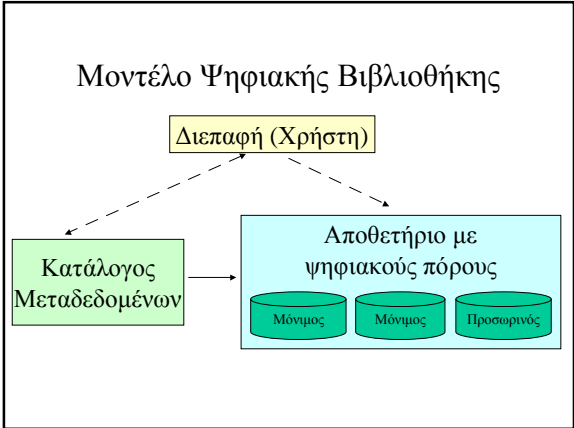 Μοντέλο Ψηφιακής Βιβλιοθήκης
Διεπαφή (Χρήστη)
Κατάλογος
Μεταδεδομένων
Αποθετήριο με
ψηφιακούς πόρους
Μόνιμος
Μόνιμος
Προσωρινός